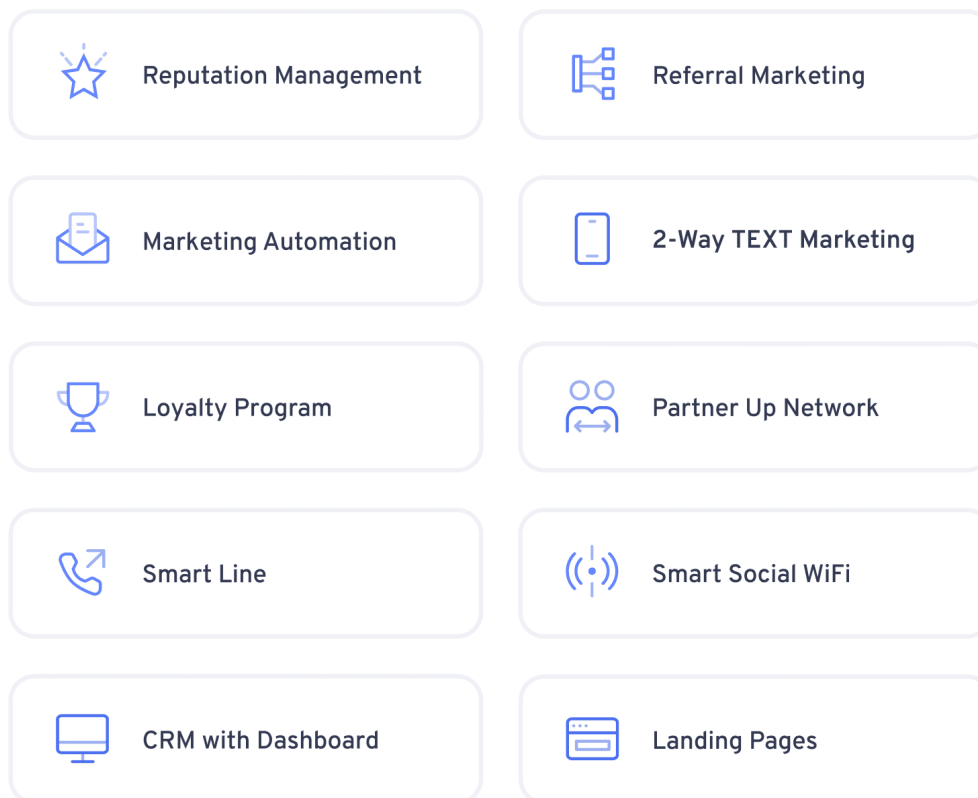 Reputation Management
Referral Marketing
Marketing Automation
2-Way TEXT Marketing
Loyalty Program
Partner Up Network
Smart Line
Smart Social WiFi
CRM with Dashboard
Landing Pages